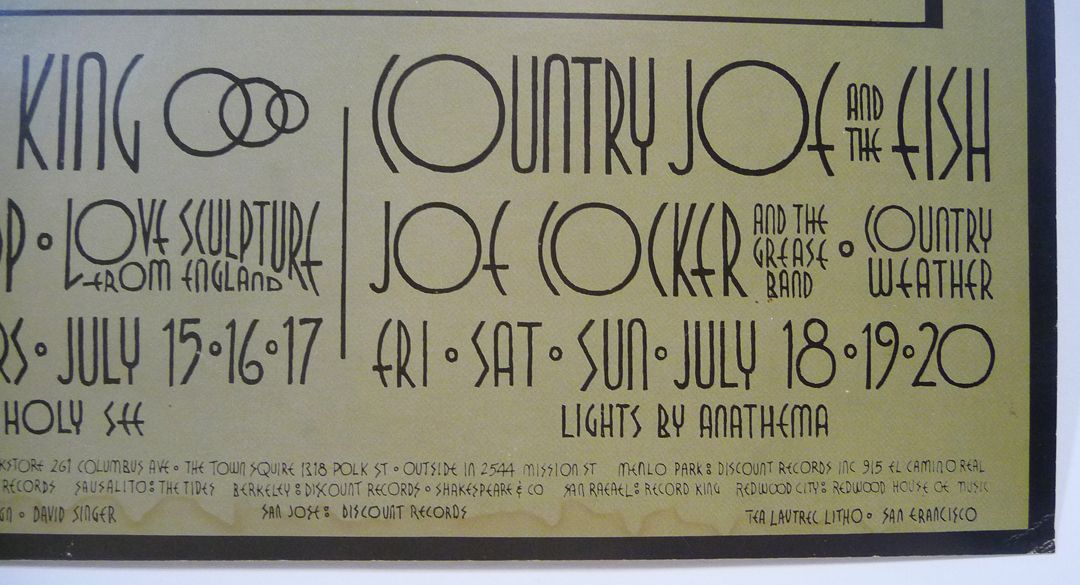 KING
P • LOVE SCULPTURE
FROM ENGLAND
RS • JULY 15•16•17
HOLY SEE
COUNTRY JOE AND THE FISH
JOE COCKER AND THE GREASE BAND • COUNTRY WEATHER
FRI • SAT • SUN • JULY 18•19•20
LIGHTS BY ANATHEMA
KSTORE 261 COLUMBUS AVE • THE TOWN SQUIRE 1318 POLK ST • OUTSIDE IN 2544 MISSION ST MENLO PARK: DISCOUNT RECORDS INC 915 EL CAMINO REAL
RECORDS SAUSALITO: THE TIDES BERKELEY: DISCOUNT RECORDS • SHAKESPEARE & CO SAN RAFAEL: RECORD KING REDWOOD CITY: REDWOOD HOUSE OF MUSIC
GN • DAVID SINGER SAN JOSE: DISCOUNT RECORDS TEA LAUTREC LITHO • SAN FRANCISCO